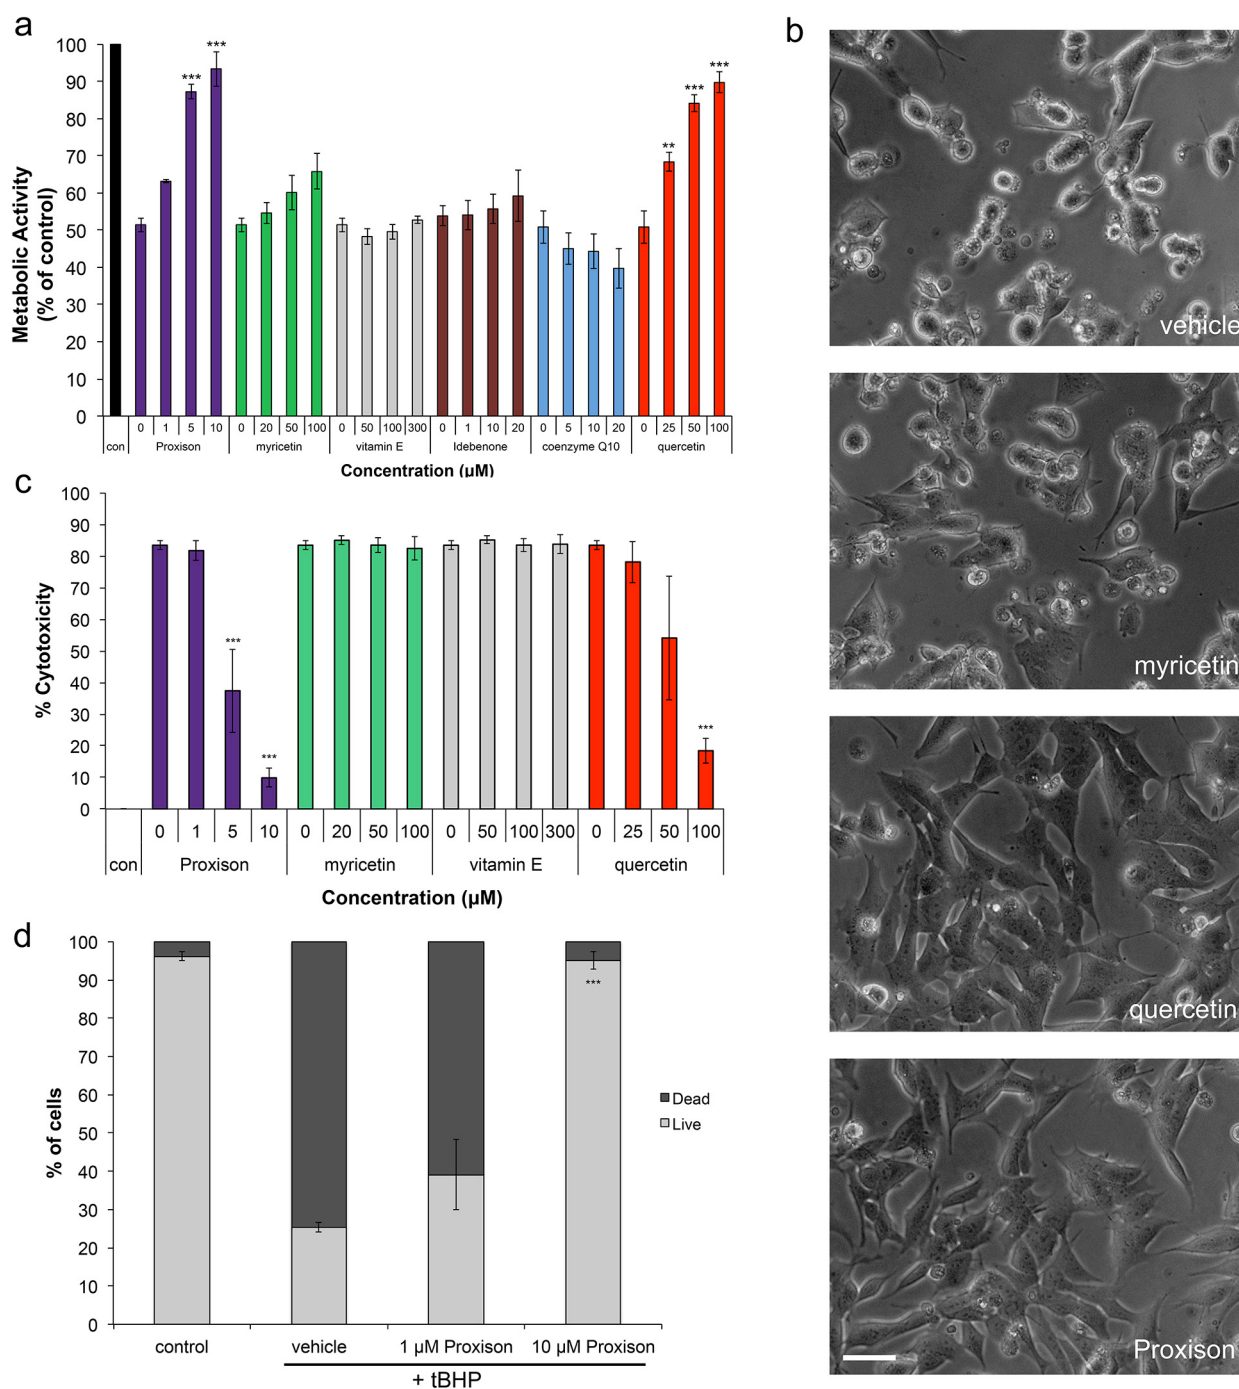 a
100
90
80
70
60
50
40
30
20
10
0
Metabolic Activity
(% of control)
***
***
**
***
***
0 1 5 10 0 20 50 100 0 50 100 300 0 1 10 20 0 5 10 20 0 25 50 100
con Proxison myricetin vitamin E Idebenone coenzyme Q10 quercetin
Concentration (µM)
b
vehicle
myricetin
quercetin
Proxison
c
100
90
80
70
60
50
40
30
20
10
0
% Cytotoxicity
***
***
***
0 1 5 10 0 20 50 100 0 50 100 300 0 25 50 100
con Proxison myricetin vitamin E quercetin
Concentration (µM)
d
100
90
80
70
60
50
40
30
20
10
0
% of cells
***
Dead
Live
control vehicle 1 µM Proxison 10 µM Proxison
+ tBHP